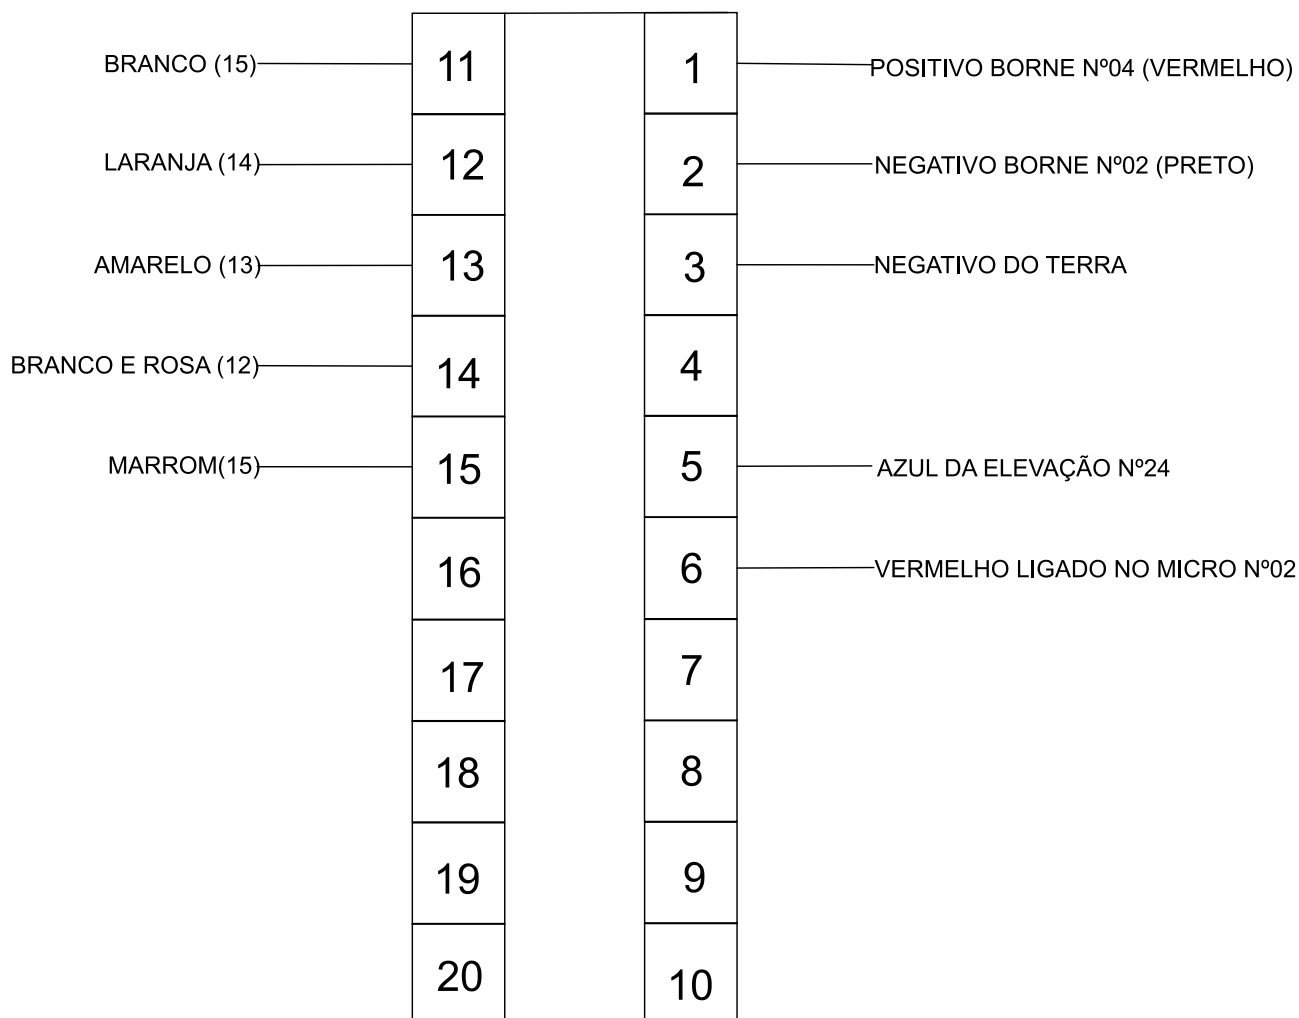 BRANCO (15) 11 1 POSITIVO BORNE Nº04 (VERMELHO)
LARANJA (14) 12 2 NEGATIVO BORNE Nº02 (PRETO)
AMARELO (13) 13 3 NEGATIVO DO TERRA
BRANCO E ROSA (12) 14 4
MARROM(15) 15 5 AZUL DA ELEVAÇÃO Nº24
16 6 VERMELHO LIGADO NO MICRO Nº02
17 7
18 8
19 9
20 10